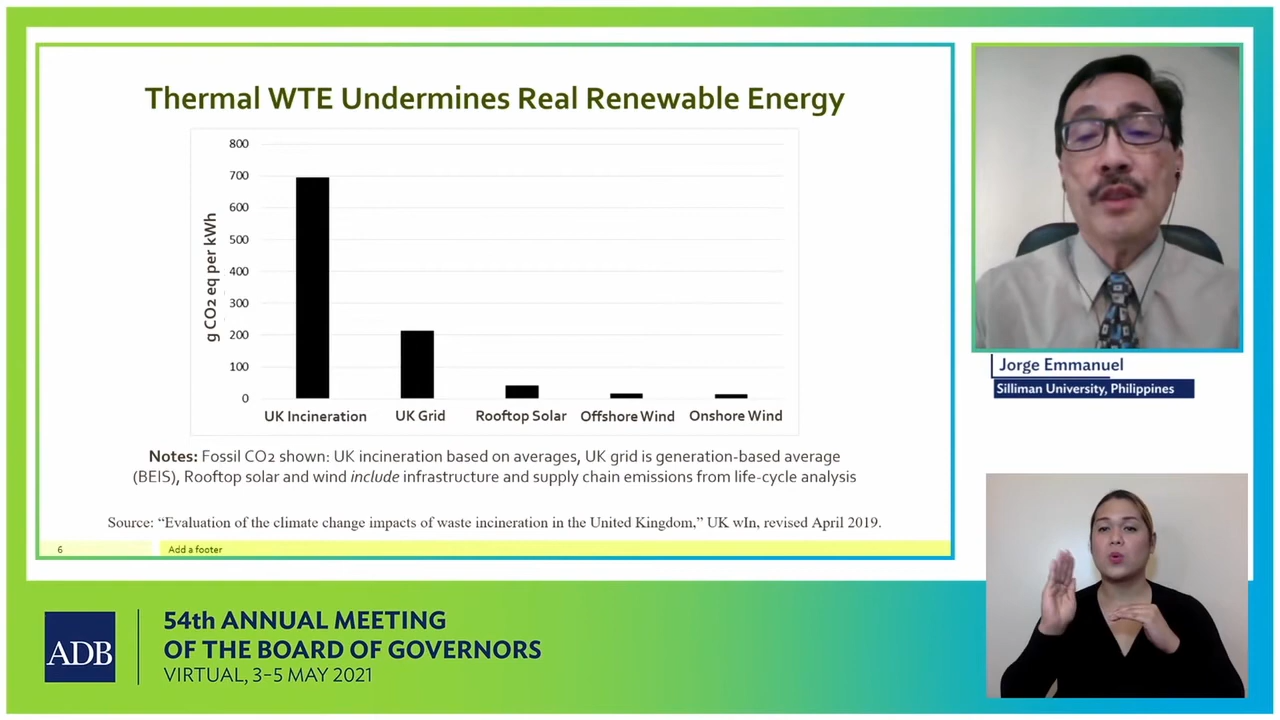 Thermal WTE Undermines Real Renewable Energy
800
700
600
500
400
300
200
100
0
g CO2 eq per kWh
UK Incineration
UK Grid
Rooftop Solar
Offshore Wind
Onshore Wind
Notes: Fossil CO2 shown: UK incineration based on averages, UK grid is generation-based average
(BEIS), Rooftop solar and wind include infrastructure and supply chain emissions from life-cycle analysis
Source: “Evaluation of the climate change impacts of waste incineration in the United Kingdom,” UK wIn, revised April 2019.
6
Add a footer
Jorge Emmanuel
Silliman University, Philippines
ADB
54th ANNUAL MEETING
OF THE BOARD OF GOVERNORS
VIRTUAL, 3–5 MAY 2021